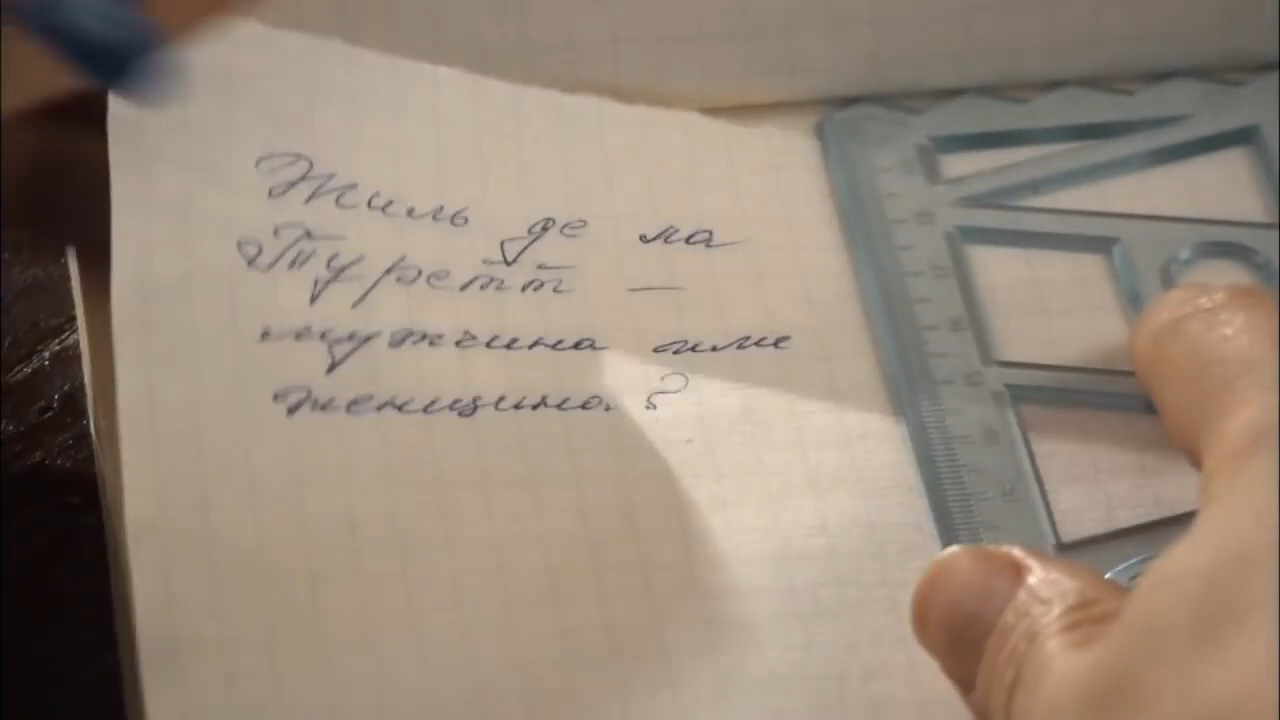 Жиль де ла
Туретт —
мужчина или
женщина?